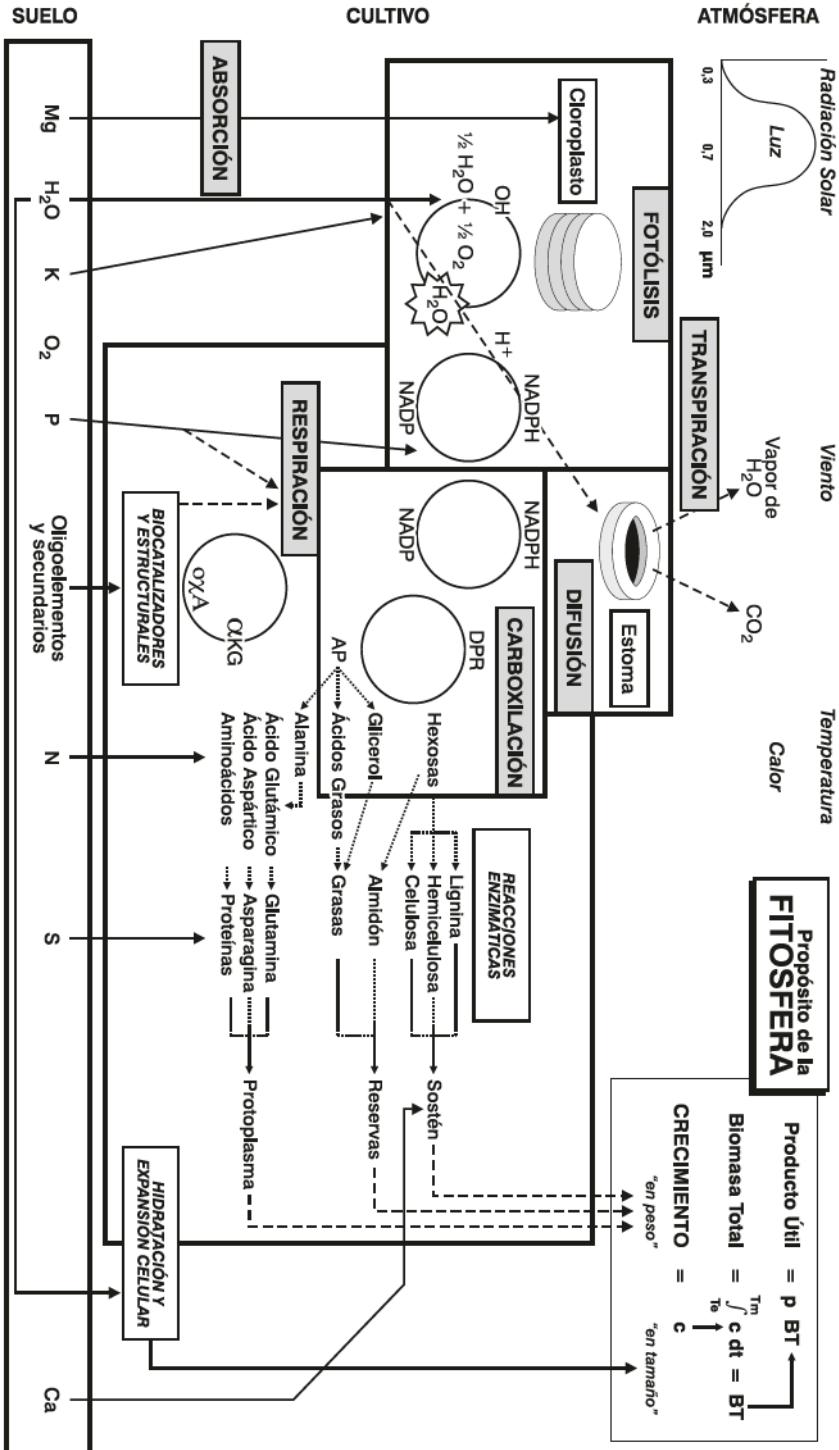 ATMÓSFERA
CULTIVO
SUELO
Radiación Solar
Luz
0,3
0,7
2,0 μm
Viento
Vapor de
H₂O
CO₂
Temperatura
Calor
TRANSPIRACIÓN
FOTÓLISIS
Cloroplasto
OH
½ H₂O + ½ O₂
H₂O
H⁺
NADPH
NADP
Estoma
DIFUSIÓN
CARBOXILACIÓN
NADPH
NADP
DPR
AP
Hexosas
Glicerol
Ácidos Grasos
Alanina
Ácido Glutámico
Ácido Aspártico
Aminoácidos
REACCIONES
ENZIMÁTICAS
Lignina
Hemicelulosa
Celulosa
Almidón
Grasas
Glutamina
Asparagina
Proteínas
Sostén
Reservas
Protoplasma
RESPIRACIÓN
αKG
oχA
BIOCATALIZADORES
Y ESTRUCTURALES
ABSORCIÓN
HIDRATACIÓN Y
EXPANSIÓN CELULAR
Propósito de la
FITOSFERA
Producto Útil = p BT
Biomasa Total = Tm ∫ Te c dt = BT
CRECIMIENTO = c
"en peso"
"en tamaño"
Mg
H₂O
K
O₂
P
Oligoelementos
y secundarios
N
S
Ca